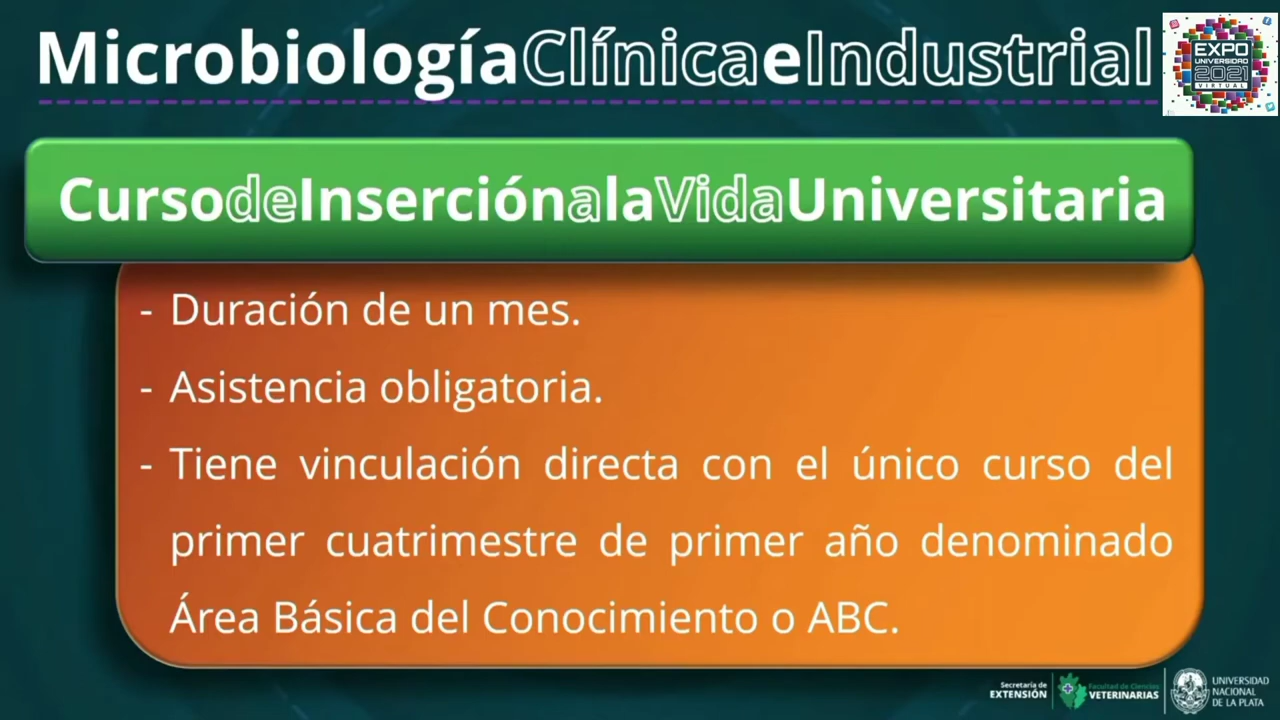 MicrobiologíaClínicaeIndustrial
EXPO
UNIVERSIDAD
2021
VIRTUAL
CursodeInserciónalaVidaUniversitaria
- Duración de un mes.
- Asistencia obligatoria.
- Tiene vinculación directa con el único curso del
primer cuatrimestre de primer año denominado
Área Básica del Conocimiento o ABC.
Secretaría de
EXTENSIÓN
Facultad de Ciencias
VETERINARIAS
UNIVERSIDAD
NACIONAL
DE LA PLATA